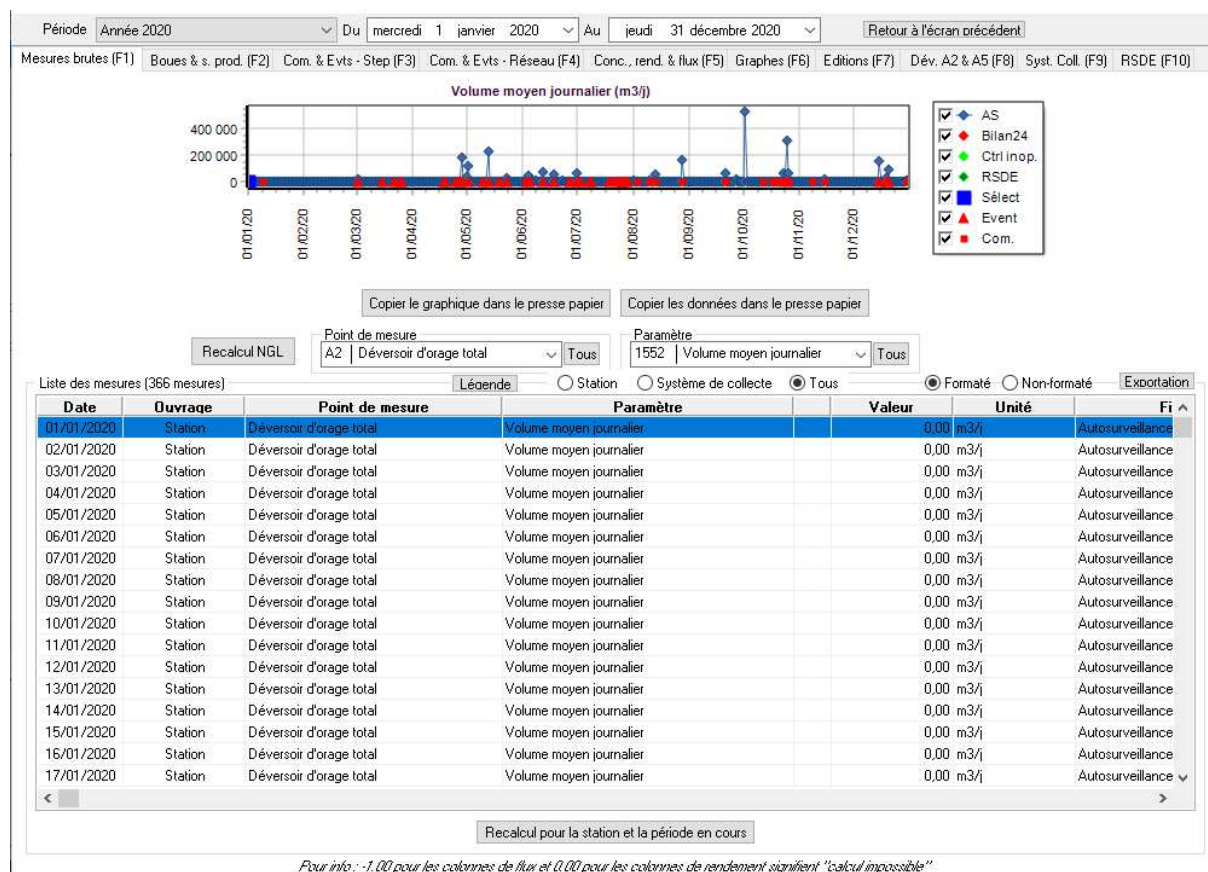 Période Année 2020 Du mercredi 1 janvier 2020 Au jeudi 31 décembre 2020 Retour à l'écran précédent
Mesures brutes (F1) Boues & s. prod. (F2) Com. & Evts - Step (F3) Com. & Evts - Réseau (F4) Conc., rend. & flux (F5) Graphes (F6) Editions (F7) Dév. A2 & A5 (F8) Syst. Coll. (F9) RSDE (F10)
Volume moyen journalier (m3/j)
400 000
200 000
0
01/01/20 01/02/20 01/03/20 01/04/20 01/05/20 01/06/20 01/07/20 01/08/20 01/09/20 01/10/20 01/11/20 01/12/20
AS
Bilan24
Ctrl inop.
RSDE
Sélect
Event
Com.
Copier le graphique dans le presse papier Copier les données dans le presse papier
Point de mesure Paramètre
Recalcul NGL A2 | Déversoir d'orage total Tous 1552 | Volume moyen journalier Tous
Liste des mesures (366 mesures) Légende Station Système de collecte Tous Formaté Non-formaté Exportation
Date Ouvrage Point de mesure Paramètre Valeur Unité Fi
01/01/2020 Station Déversoir d'orage total Volume moyen journalier 0,00 m3/j Autosurveillance
02/01/2020 Station Déversoir d'orage total Volume moyen journalier 0,00 m3/j Autosurveillance
03/01/2020 Station Déversoir d'orage total Volume moyen journalier 0,00 m3/j Autosurveillance
04/01/2020 Station Déversoir d'orage total Volume moyen journalier 0,00 m3/j Autosurveillance
05/01/2020 Station Déversoir d'orage total Volume moyen journalier 0,00 m3/j Autosurveillance
06/01/2020 Station Déversoir d'orage total Volume moyen journalier 0,00 m3/j Autosurveillance
07/01/2020 Station Déversoir d'orage total Volume moyen journalier 0,00 m3/j Autosurveillance
08/01/2020 Station Déversoir d'orage total Volume moyen journalier 0,00 m3/j Autosurveillance
09/01/2020 Station Déversoir d'orage total Volume moyen journalier 0,00 m3/j Autosurveillance
10/01/2020 Station Déversoir d'orage total Volume moyen journalier 0,00 m3/j Autosurveillance
11/01/2020 Station Déversoir d'orage total Volume moyen journalier 0,00 m3/j Autosurveillance
12/01/2020 Station Déversoir d'orage total Volume moyen journalier 0,00 m3/j Autosurveillance
13/01/2020 Station Déversoir d'orage total Volume moyen journalier 0,00 m3/j Autosurveillance
14/01/2020 Station Déversoir d'orage total Volume moyen journalier 0,00 m3/j Autosurveillance
15/01/2020 Station Déversoir d'orage total Volume moyen journalier 0,00 m3/j Autosurveillance
16/01/2020 Station Déversoir d'orage total Volume moyen journalier 0,00 m3/j Autosurveillance
17/01/2020 Station Déversoir d'orage total Volume moyen journalier 0,00 m3/j Autosurveillance
Recalcul pour la station et la période en cours
Pour info : -1,00 pour les colonnes de flux et 0,00 pour les colonnes de rendement signifient "calcul impossible"